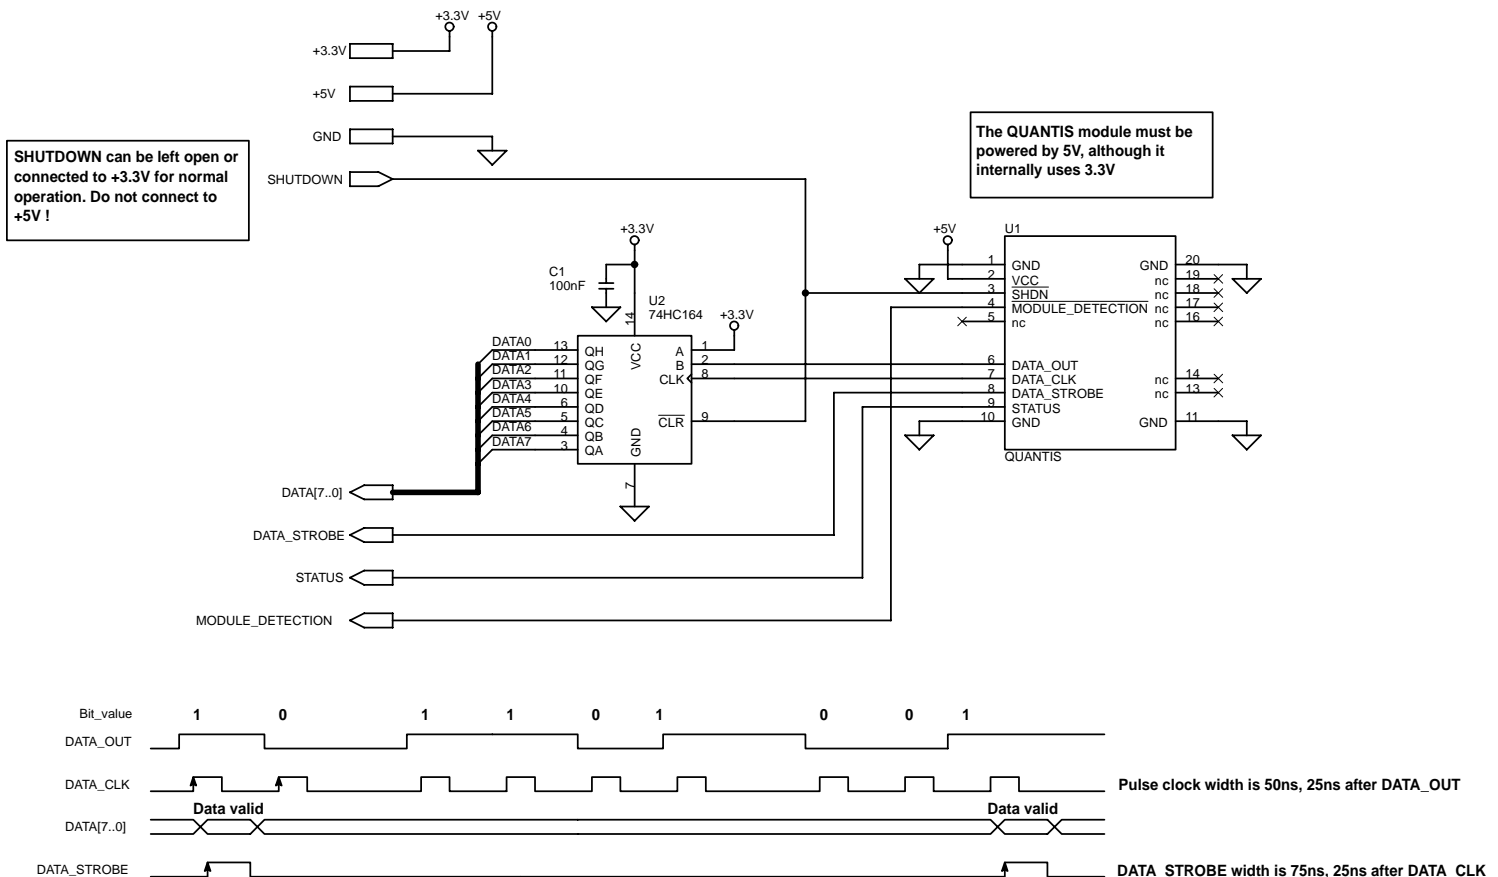 +3.3V +5V
+3.3V
+5V
GND
SHUTDOWN
SHUTDOWN can be left open or
connected to +3.3V for normal
operation. Do not connect to
+5V !
The QUANTIS module must be
powered by 5V, although it
internally uses 3.3V
+3.3V
C1
100nF
U2
74HC164
+3.3V
14
VCC
DATA0 13 QH
DATA1 12 QG
DATA2 11 QF
DATA3 10 QE
DATA4 6 QD
DATA5 5 QC
DATA6 4 QB
DATA7 3 QA
A 1
B 2
CLK 8
CLR 9
GND
7
+5V
U1
1 GND
2 VCC
3 SHDN
4 MODULE_DETECTION
5 nc
6 DATA_OUT
7 DATA_CLK
8 DATA_STROBE
9 STATUS
10 GND
GND 20
nc 19
nc 18
nc 17
nc 16
nc 14
nc 13
GND 11
QUANTIS
DATA[7..0]
DATA_STROBE
STATUS
MODULE_DETECTION
Bit_value 1 0 1 1 0 1 0 0 1
DATA_OUT
DATA_CLK
Pulse clock width is 50ns, 25ns after DATA_OUT
Data valid Data valid
DATA[7..0]
DATA_STROBE
DATA_STROBE width is 75ns, 25ns after DATA_CLK